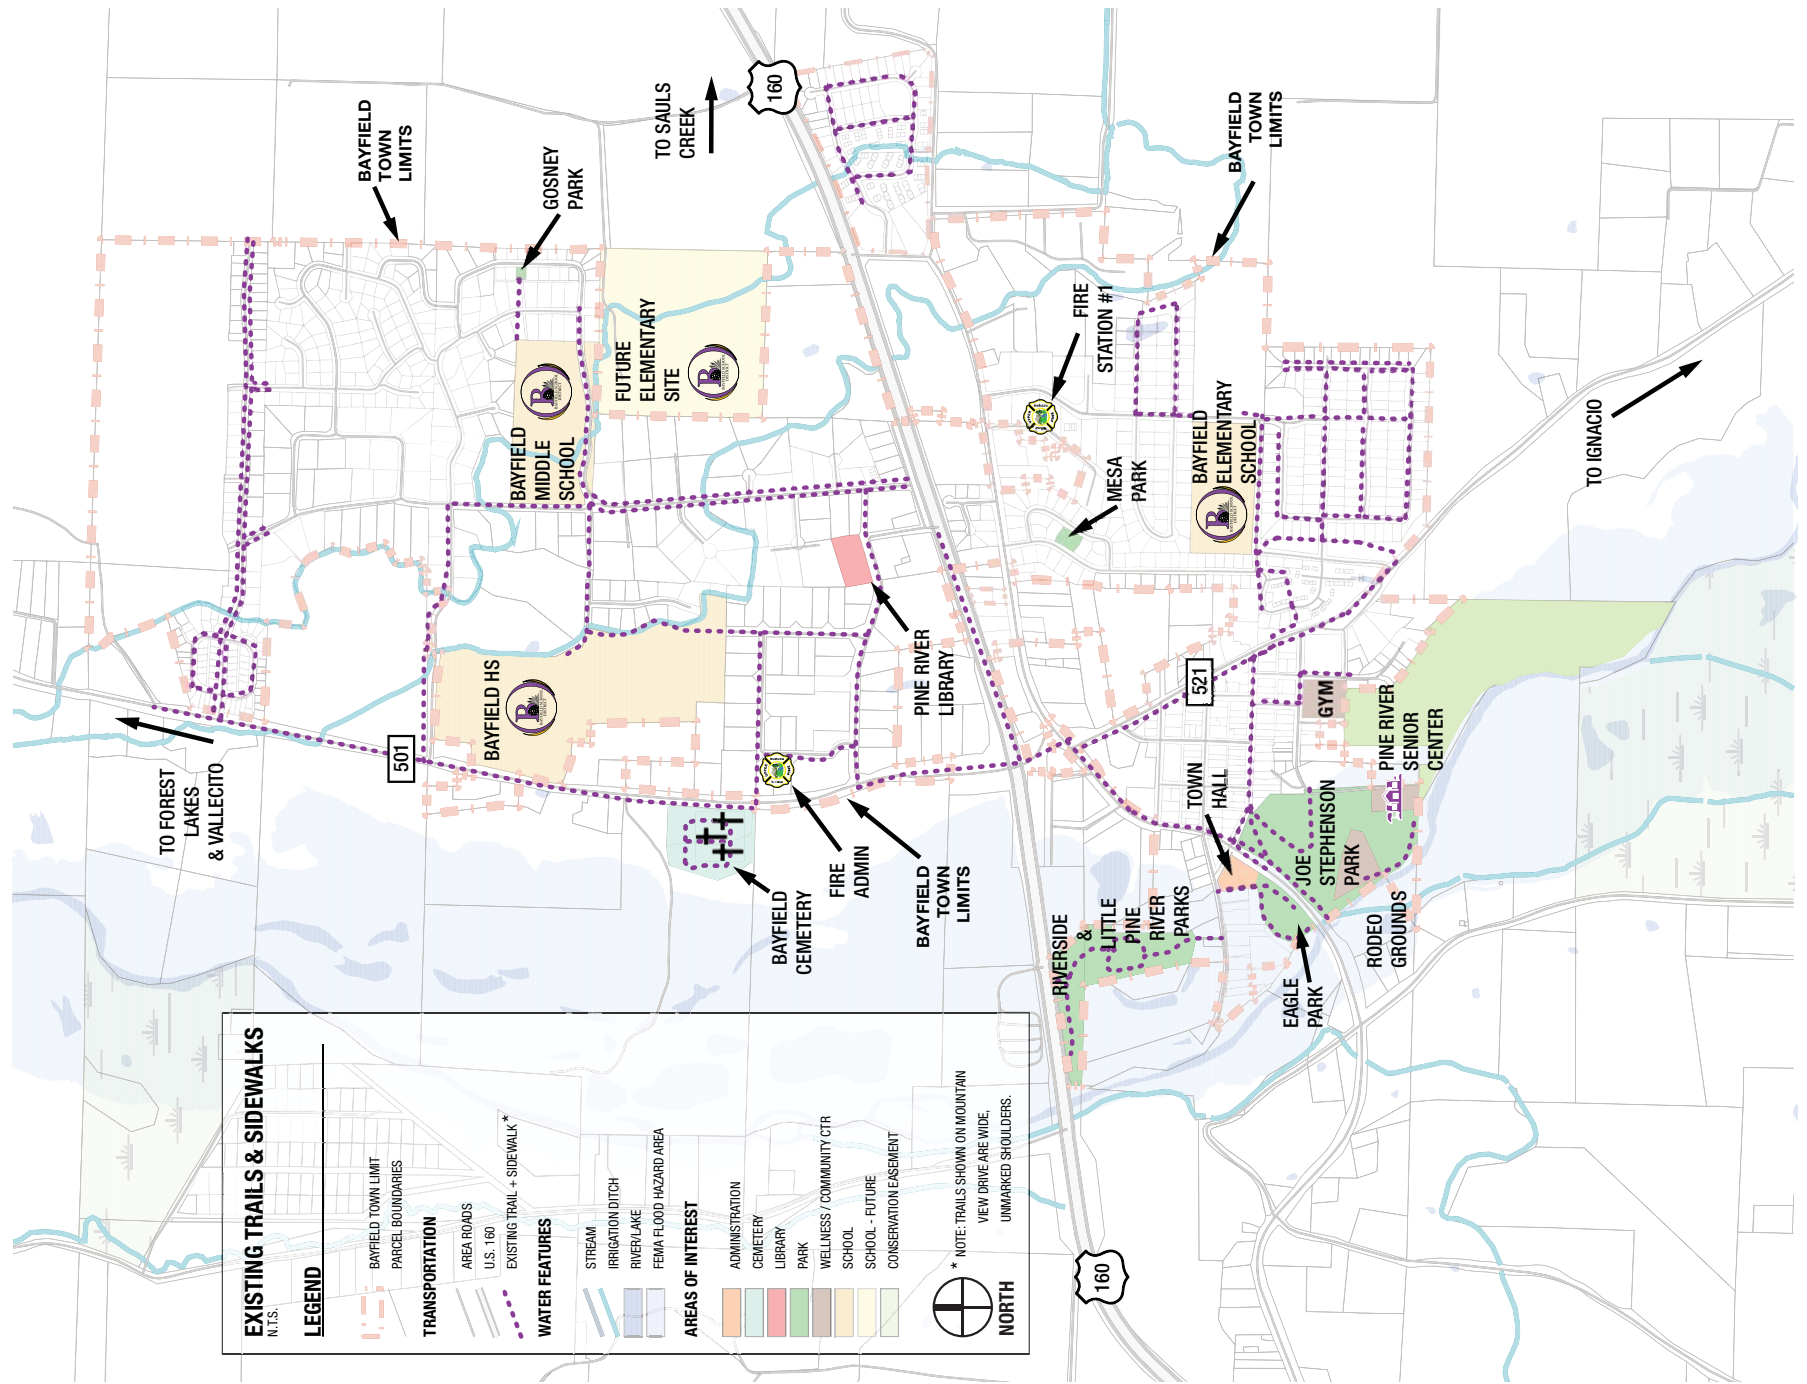 EXISTING TRAILS & SIDEWALKS
N.T.S.
LEGEND
BAYFIELD TOWN LIMIT
PARCEL BOUNDARIES
TRANSPORTATION
AREA ROADS
U.S. 160
EXISTING TRAIL + SIDEWALK *
WATER FEATURES
STREAM
IRRIGATION DITCH
RIVER/LAKE
FEMA FLOOD HAZARD AREA
AREAS OF INTEREST
ADMINISTRATION
CEMETERY
LIBRARY
PARK
WELLNESS / COMMUNITY CTR
SCHOOL
SCHOOL - FUTURE
CONSERVATION EASEMENT
NORTH
* NOTE: TRAILS SHOWN ON MOUNTAIN
VIEW DRIVE ARE WIDE,
UNMARKED SHOULDERS.
TO FOREST
LAKES
& VALLECITO
501
BAYFIELD HS
BAYFIELD
TOWN
LIMITS
GOSNEY
PARK
BAYFIELD
MIDDLE
SCHOOL
FUTURE
ELEMENTARY
SITE
TO SAULS
CREEK
160
BAYFIELD
CEMETERY
FIRE
ADMIN
BAYFIELD
TOWN
LIMITS
PINE RIVER
LIBRARY
FIRE
STATION #1
MESA
PARK
BAYFIELD
ELEMENTARY
SCHOOL
BAYFIELD
TOWN
LIMITS
TO IGNACIO
521
TOWN
HALL
GYM
PINE RIVER
SENIOR
CENTER
JOE
STEPHENSON
PARK
RODEO
GROUNDS
EAGLE
PARK
RIVERSIDE
&
LITTLE
PINE
RIVER
PARKS
160
B
B
B
B